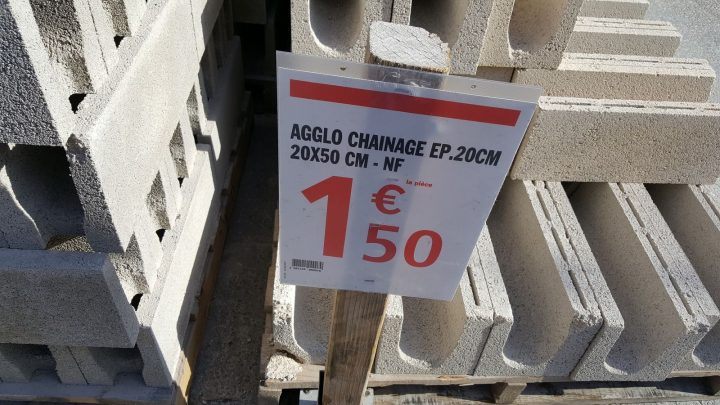 AGGLO CHAINAGE EP.20CM
20X50 CM - NF
la pièce
1€50